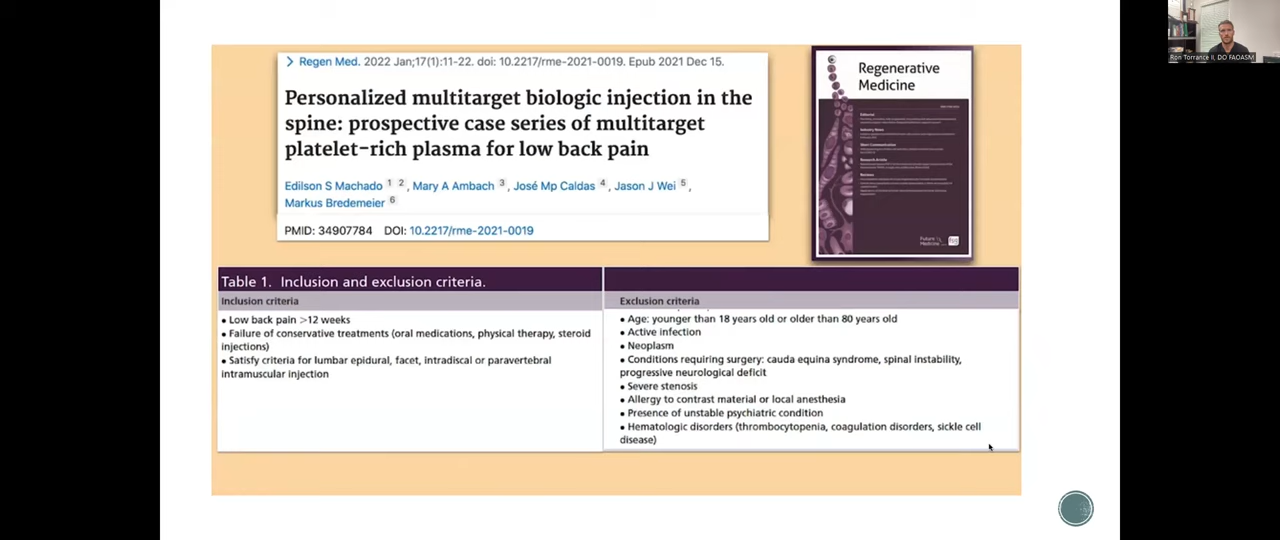 Regen Med. 2022 Jan;17(1):11-22. doi: 10.2217/rme-2021-0019. Epub 2021 Dec 15.
Personalized multitarget biologic injection in the
spine: prospective case series of multitarget
platelet-rich plasma for low back pain
Edilson S Machado 1 2, Mary A Ambach 3, José Mp Caldas 4, Jason J Wei 5,
Markus Bredemeier 6
PMID: 34907784 DOI: 10.2217/rme-2021-0019
Regenerative
Medicine
Ron Torrance II, DO FAOASM
Table 1. Inclusion and exclusion criteria.
Inclusion criteria
• Low back pain >12 weeks
• Failure of conservative treatments (oral medications, physical therapy, steroid
injections)
• Satisfy criteria for lumbar epidural, facet, intradiscal or paravertebral
intramuscular injection
Exclusion criteria
• Age: younger than 18 years old or older than 80 years old
• Active infection
• Neoplasm
• Conditions requiring surgery: cauda equina syndrome, spinal instability,
progressive neurological deficit
• Severe stenosis
• Allergy to contrast material or local anesthesia
• Presence of unstable psychiatric condition
• Hematologic disorders (thrombocytopenia, coagulation disorders, sickle cell
disease)